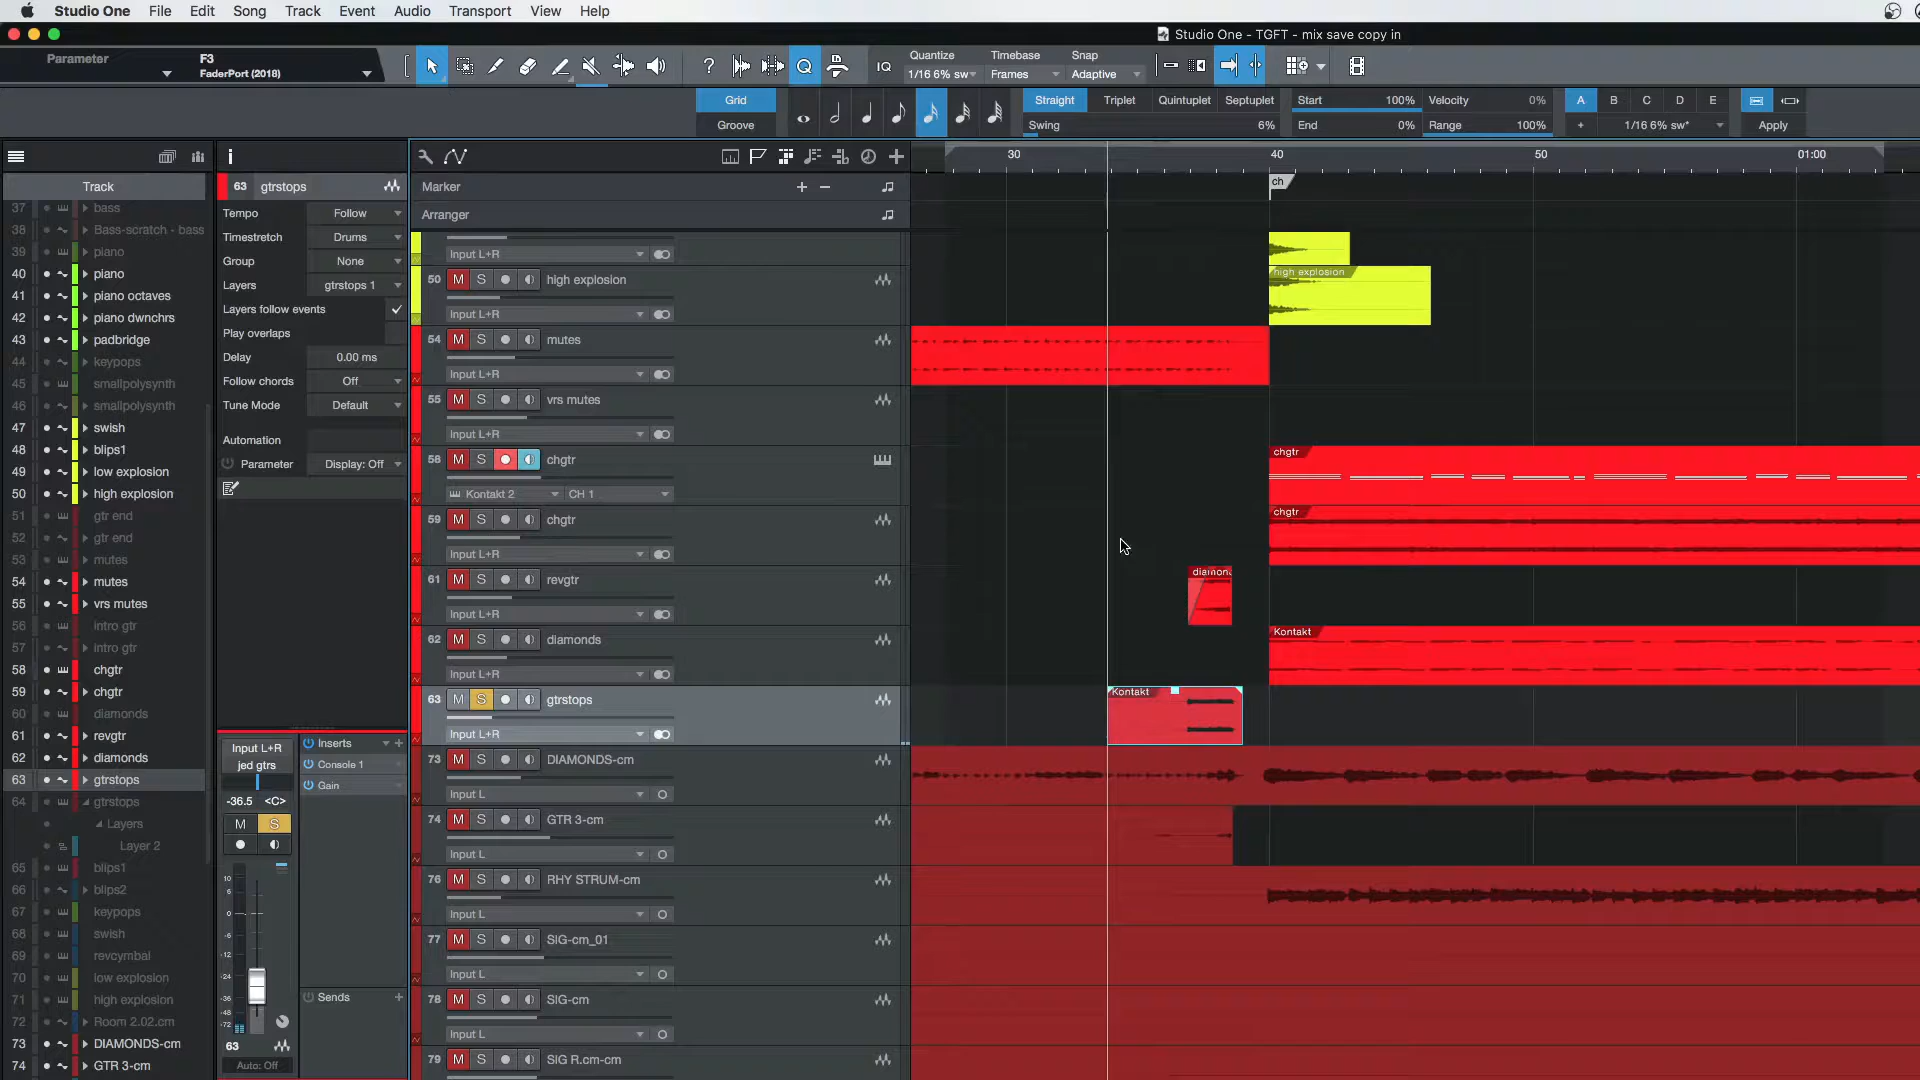 Studio One File Edit Song Track Event Audio Transport View Help
Studio One - TGFT - mix save copy in
Parameter
F3
FaderPort (2018)
IQ
Quantize
1/16 6% sw
Timebase
Frames
Snap
Adaptive
Grid
Groove
Straight Triplet Quintuplet Septuplet
Swing 6%
Start 100%
End 0%
Velocity 0%
Range 100%
A B C D E
+ 1/16 6% sw*
Apply
Track
37 bass
38 Bass-scratch - bass
39 piano
40 piano
41 piano octaves
42 piano dwnchrs
43 padbridge
44 keypops
45 smallpolysynth
46 smallpolysynth
47 swish
48 blips1
49 low explosion
50 high explosion
51 gtr end
52 gtr end
53 mutes
54 mutes
55 vrs mutes
56 intro gtr
57 intro gtr
58 chgtr
59 chgtr
60 diamonds
61 revgtr
62 diamonds
63 gtrstops
64 gtrstops
Layers
Layer 2
65 blips1
66 blips2
67 keypops
68 swish
69 revcymbal
70 low explosion
71 high explosion
72 Room 2.02.cm
73 DIAMONDS-cm
74 GTR 3-cm
63 gtrstops
Tempo Follow
Timestretch Drums
Group None
Layers gtrstops 1
Layers follow events
Play overlaps
Delay 0.00 ms
Follow chords Off
Tune Mode Default
Automation
Parameter Display: Off
Input L+R
jed gtrs
-36.5 <C>
M S
10
6
0
-6
-12
-24
-36
-48
-72
63
Auto: Off
Inserts
Console 1
Gain
Sends
Marker
Arranger
Input L+R
50 M S high explosion
Input L+R
54 M S mutes
Input L+R
55 M S vrs mutes
Input L+R
58 M S chgtr
Kontakt 2 CH 1
59 M S chgtr
Input L+R
61 M S revgtr
Input L+R
62 M S diamonds
Input L+R
63 M S gtrstops
Input L+R
73 M S DIAMONDS-cm
Input L
74 M S GTR 3-cm
Input L
76 M S RHY STRUM-cm
Input L
77 M S SIG-cm_01
Input L
78 M S SIG-cm
Input L
79 M S SIG R.cm-cm
30 40 50 01:00
ch
high explosion
chgtr
chgtr
diamond
Kontakt
Kontakt